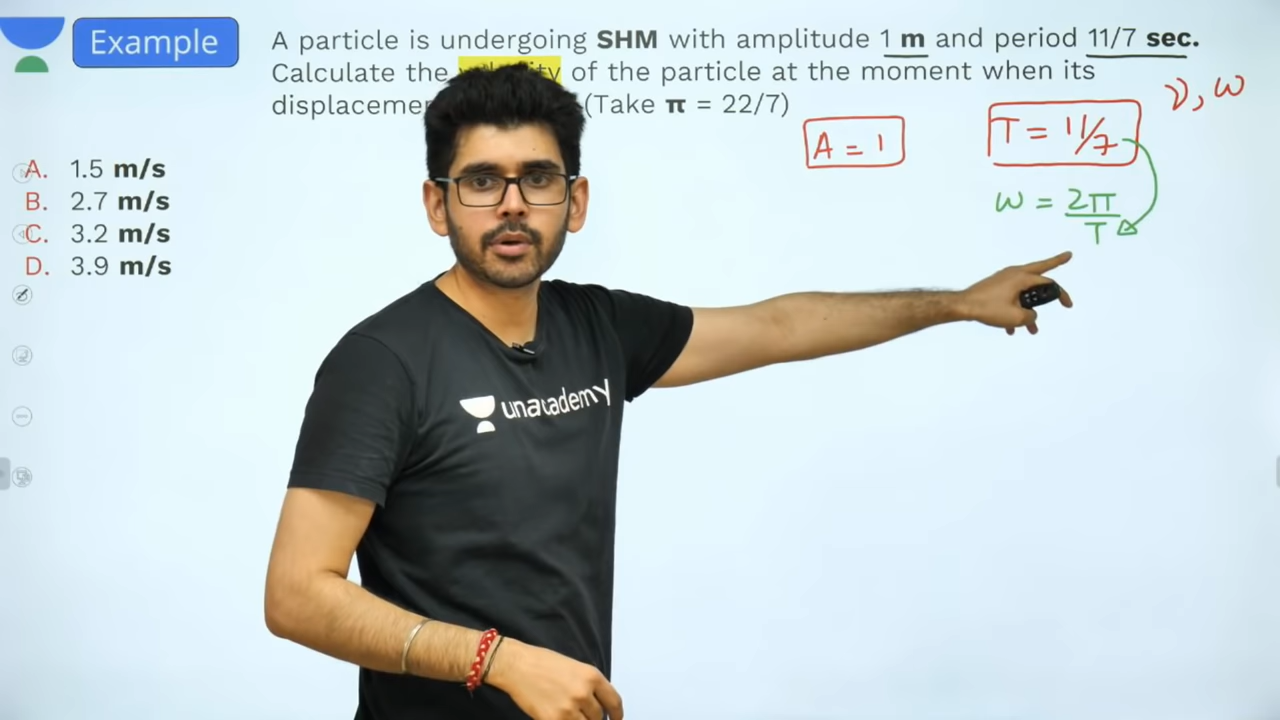 Example
A particle is undergoing SHM with amplitude 1 m and period 11/7 sec.
Calculate the of the particle at the moment when its
(Take π = 22/7)
A. 1.5 m/s
B. 2.7 m/s
C. 3.2 m/s
D. 3.9 m/s
A = 1
T = 11/7
ν, ω
ω = 2π/T
unacademy